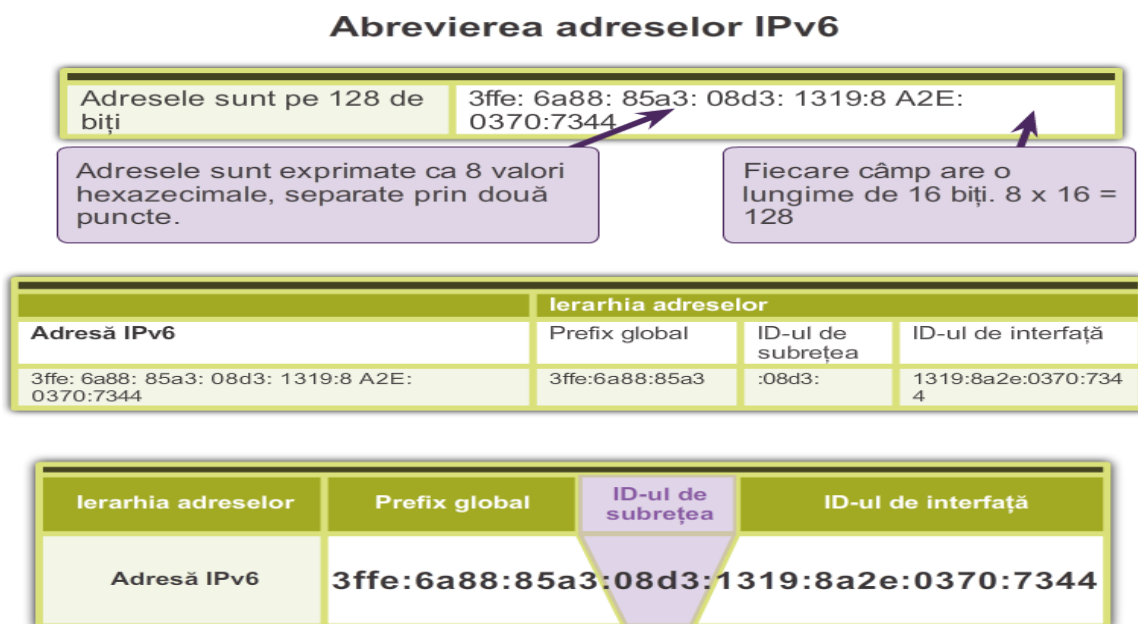 Abrevierea adreselor IPv6
Adresele sunt pe 128 de
biți
3ffe: 6a88: 85a3: 08d3: 1319:8 A2E:
0370:7344
Adresele sunt exprimate ca 8 valori
hexazecimale, separate prin două
puncte.
Fiecare câmp are o
lungime de 16 biți. 8 x 16 =
128
Ierarhia adreselor
Adresă IPv6
Prefix global
ID-ul de
subrețea
ID-ul de interfață
3ffe: 6a88: 85a3: 08d3: 1319:8 A2E:
0370:7344
3ffe:6a88:85a3
:08d3:
1319:8a2e:0370:734
4
Ierarhia adreselor
Prefix global
ID-ul de
subrețea
ID-ul de interfață
Adresă IPv6
3ffe:6a88:85a3:08d3:1319:8a2e:0370:7344